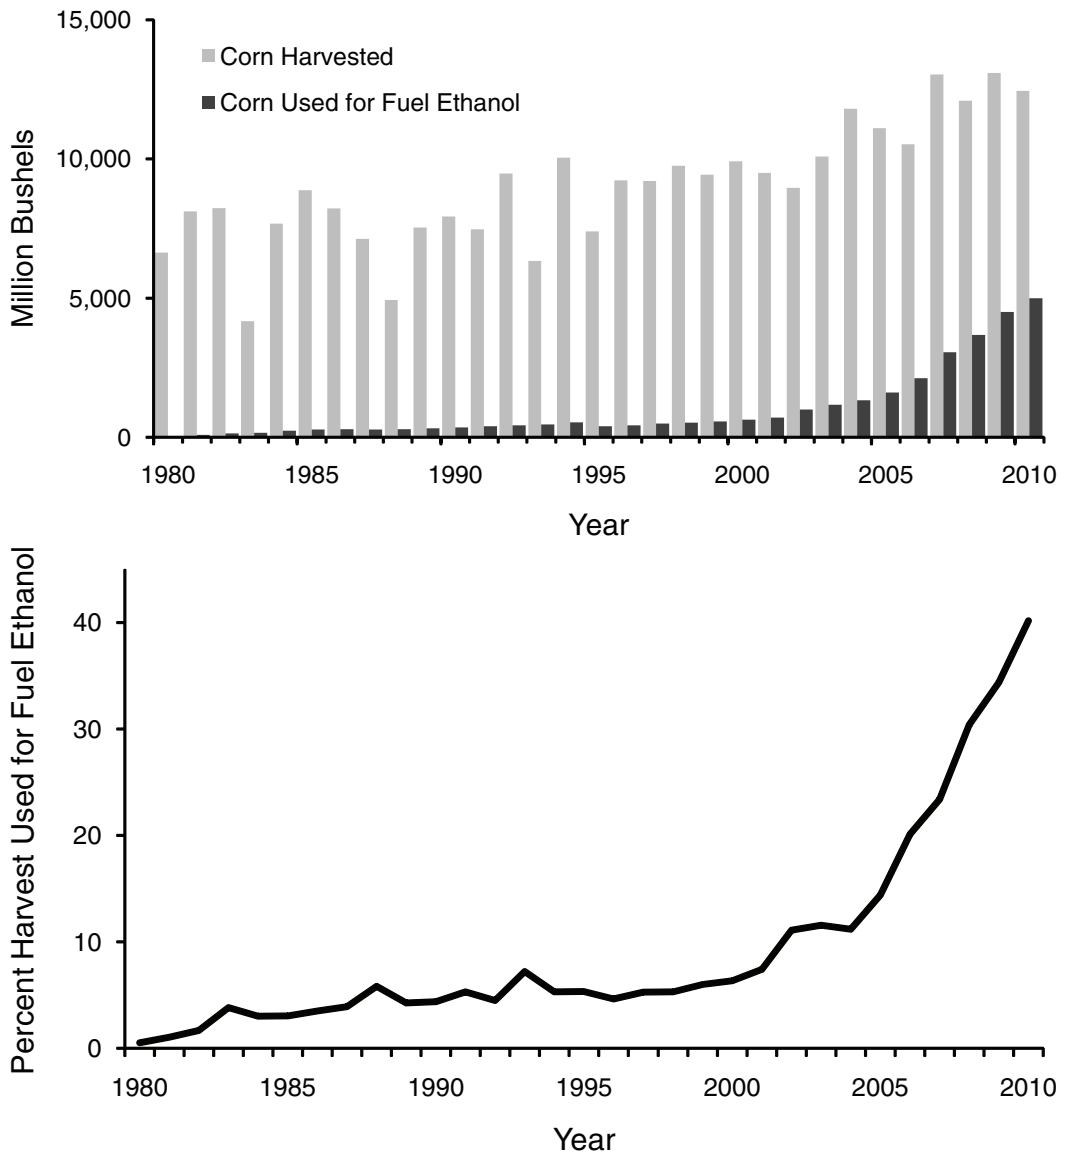 15,000
Corn Harvested
Corn Used for Fuel Ethanol
10,000
5,000
0
Million Bushels
1980 1985 1990 1995 2000 2005 2010
Year
40
30
20
10
0
Percent Harvest Used for Fuel Ethanol
1980 1985 1990 1995 2000 2005 2010
Year